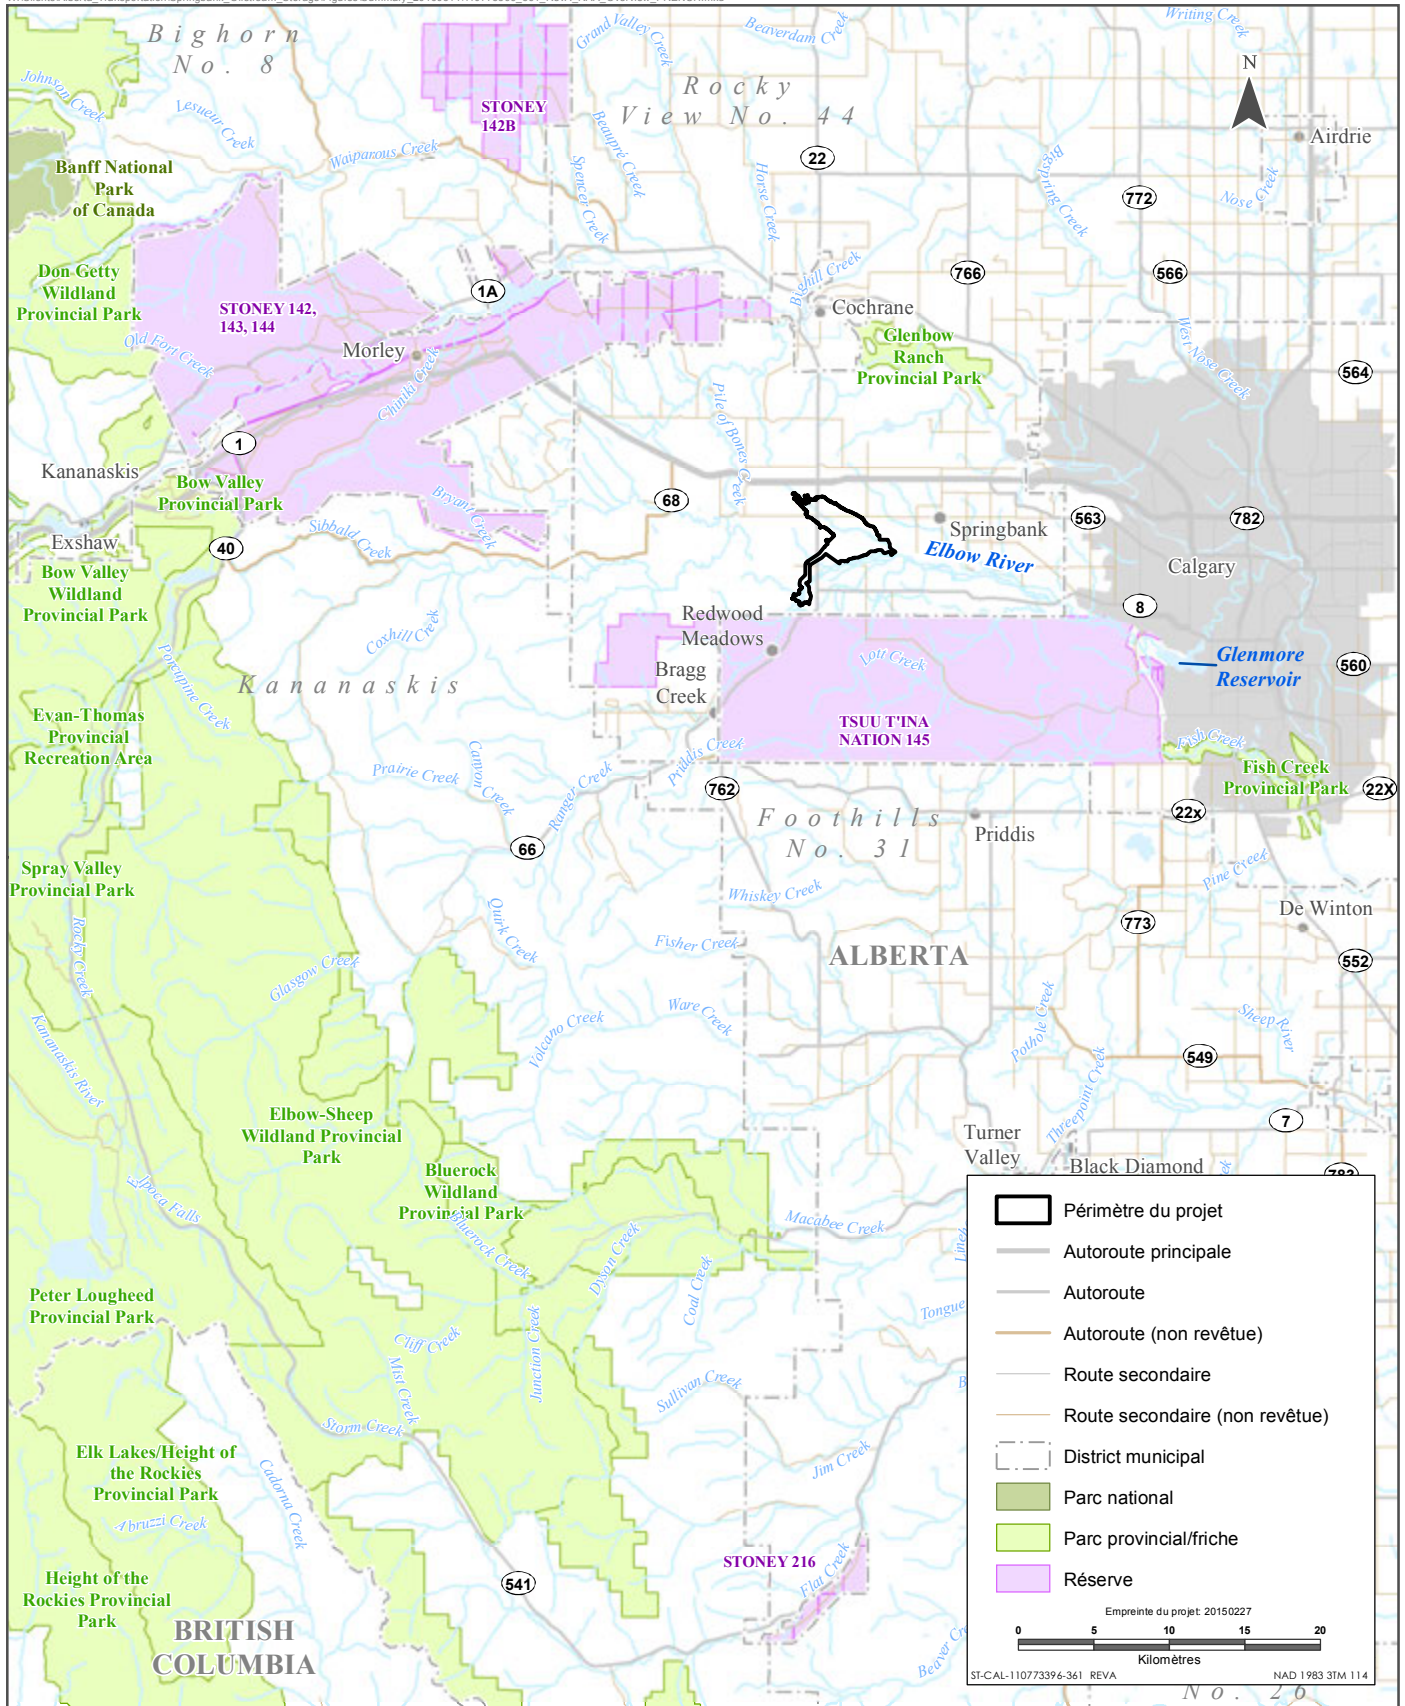 Bighorn
No. 8
Johnson Creek
Lesueur Creek
Waiparous Creek
STONEY
142B
Grand Valley Creek
Beaverdam Creek
Writing Creek
Rocky
View No. 44
Beaupré Creek
Spencer Creek
Horse Creek
22
N
Airdrie
Bigspring Creek
772
Nose Creek
Banff National
Park
of Canada
Don Getty
Wildland
Provincial Park
STONEY 142,
143, 144
1A
Bighill Creek
766
566
Cochrane
Old Fort Creek
Morley
Chiniki Creek
Glenbow
Ranch
Provincial Park
West Nose Creek
564
Pile of Bones Creek
1
Kananaskis
Bow Valley
Provincial Park
Bryant Creek
68
Springbank
563
782
Exshaw
40
Sibbald Creek
Elbow River
Calgary
Bow Valley
Wildland
Provincial Park
Redwood
Meadows
8
Coxhill Creek
Porcupine Creek
Bragg
Creek
Lott Creek
Glenmore
Reservoir
560
Kananaskis
TSUU T'INA
NATION 145
Evan-Thomas
Provincial
Recreation Area
Prairie Creek
Canyon Creek
Ranger Creek
Priddis Creek
Fish Creek
Fish Creek
Provincial Park
762
22X
22x
Foothills
No. 31
Priddis
66
Spray Valley
Provincial Park
Whiskey Creek
Pine Creek
De Winton
Quirk Creek
773
Rocky Creek
Fisher Creek
ALBERTA
552
Glasgow Creek
Volcano Creek
Ware Creek
Pothole Creek
Sheep River
Kananaskis River
549
Threepoint Creek
Elbow-Sheep
Wildland Provincial
Park
7
Turner
Valley
Black Diamond
Bluerock
Wildland
Provincial Park
Elpoca Falls
Bluerock Creek
Macabee Creek
Dyson Creek
Coal Creek
Peter Lougheed
Provincial Park
Tongue
Junction Creek
Cliff Creek
Mist Creek
Sullivan Creek
Storm Creek
Elk Lakes/Height of
the Rockies
Provincial Park
Cadorna Creek
Jim Creek
Abruzzi Creek
Height of the
Rockies Provincial
Park
541
STONEY 216
Flat Creek
BRITISH
COLUMBIA
Périmètre du projet
Autoroute principale
Autoroute
Autoroute (non revêtue)
Route secondaire
Route secondaire (non revêtue)
District municipal
Parc national
Parc provincial/friche
Réserve
Empreinte du projet: 20150227
0 5 10 15 20
Kilomètres
ST-CAL-110773396-361 REVA
NAD 1983 3TM 114
No. 26